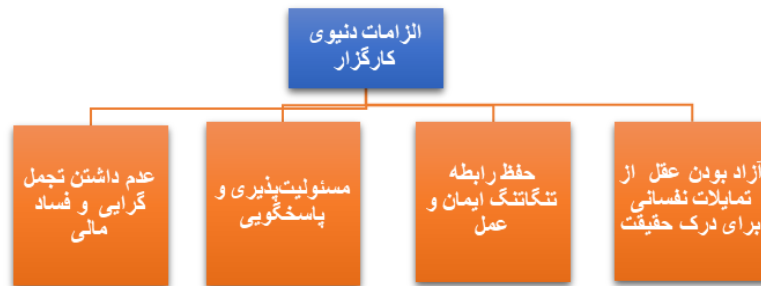 الزامات دنیوی
کارگزار
آزاد بودن عقل از
تمایلات نفسانی
برای درک حقیقت
حفظ رابطه
تنگاتنگ ایمان و
عمل
مسئولیت‌پذیری و
پاسخگویی
عدم داشتن تجمل
گرایی و فساد
مالی